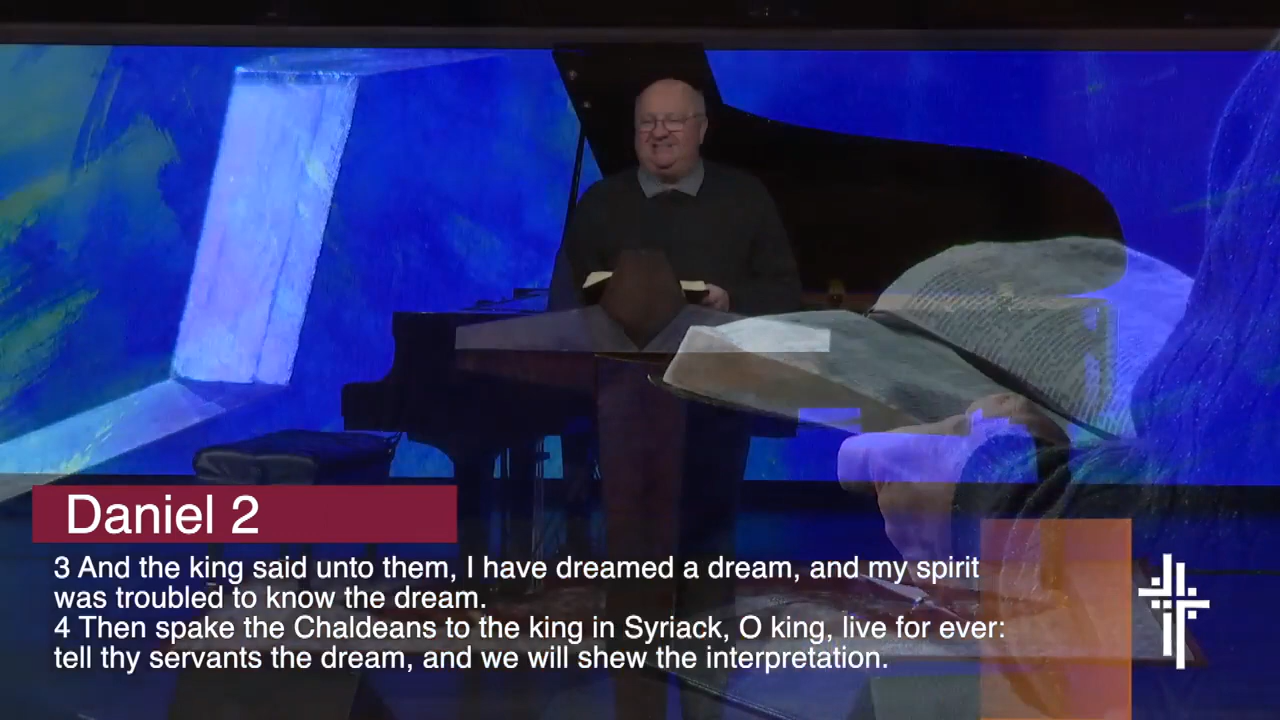 Daniel 2
3 And the king said unto them, I have dreamed a dream, and my spirit
was troubled to know the dream.
4 Then spake the Chaldeans to the king in Syriack, O king, live for ever:
tell thy servants the dream, and we will shew the interpretation.